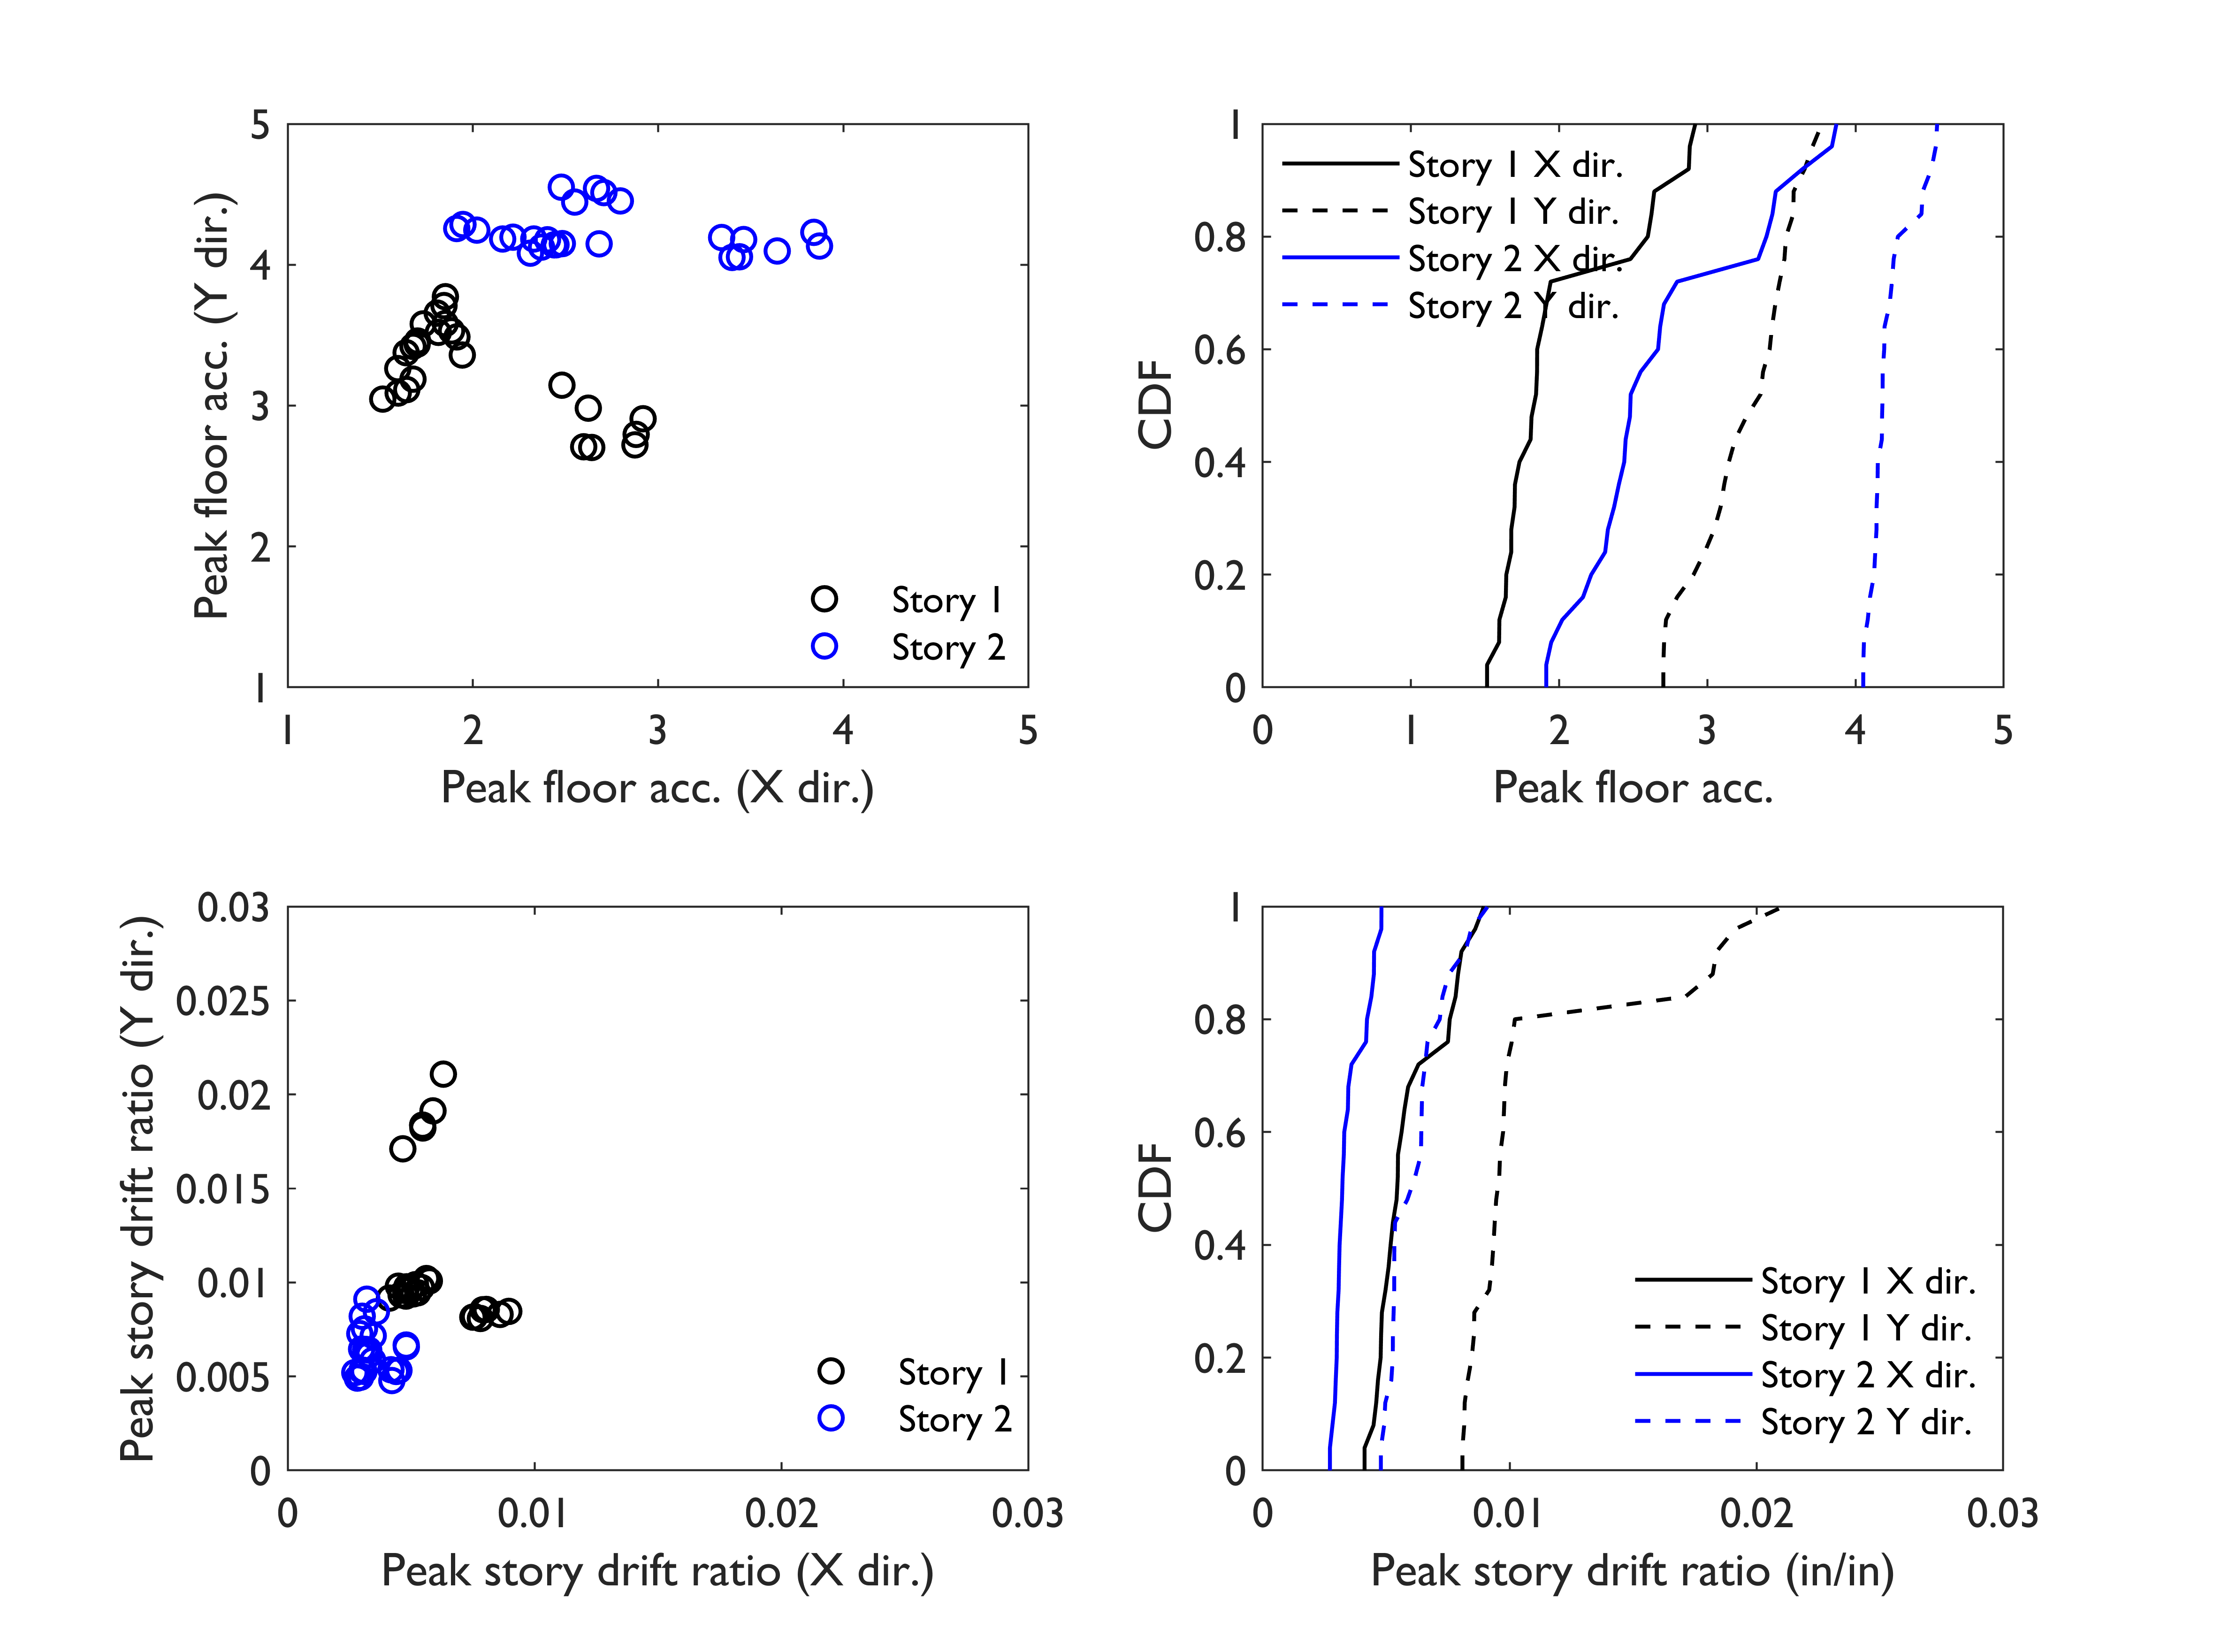 Peak floor acc. (Y dir.)
5
4
3
2
1
1 2 3 4 5
Peak floor acc. (X dir.)
Story 1
Story 2
CDF
1
0.8
0.6
0.4
0.2
0
0 1 2 3 4 5
Peak floor acc.
Story 1 X dir.
Story 1 Y dir.
Story 2 X dir.
Story 2 Y dir.
Peak story drift ratio (Y dir.)
0.03
0.025
0.02
0.015
0.01
0.005
0
0 0.01 0.02 0.03
Peak story drift ratio (X dir.)
Story 1
Story 2
CDF
1
0.8
0.6
0.4
0.2
0
0 0.01 0.02 0.03
Peak story drift ratio (in/in)
Story 1 X dir.
Story 1 Y dir.
Story 2 X dir.
Story 2 Y dir.